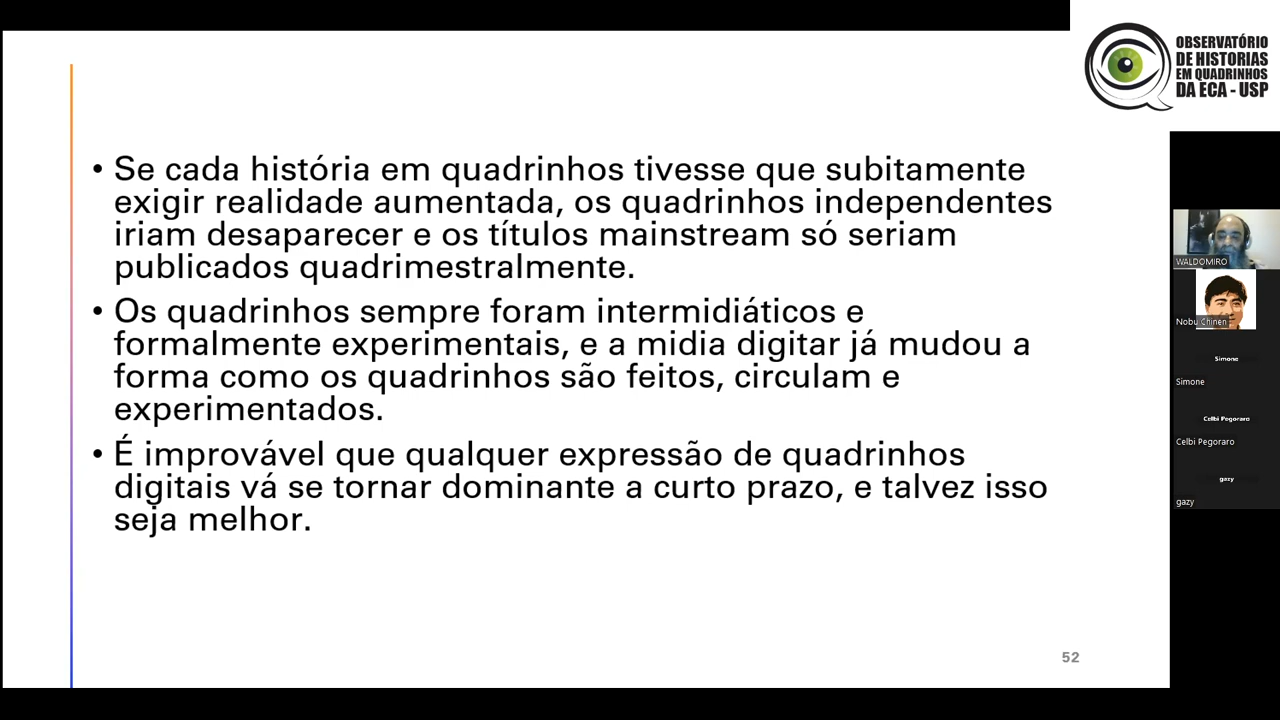 OBSERVATÓRIO
DE HISTORIAS
EM QUADRINHOS
DA ECA - USP
• Se cada história em quadrinhos tivesse que subitamente
exigir realidade aumentada, os quadrinhos independentes
iriam desaparecer e os títulos mainstream só seriam
publicados quadrimestralmente.
• Os quadrinhos sempre foram intermidiáticos e
formalmente experimentais, e a midia digitar já mudou a
forma como os quadrinhos são feitos, circulam e
experimentados.
• É improvável que qualquer expressão de quadrinhos
digitais vá se tornar dominante a curto prazo, e talvez isso
seja melhor.
52
WALDOMIRO
Nobu Chinen
Simone
Simone
Celbi Pegoraro
Celbi Pegoraro
gazy
gazy